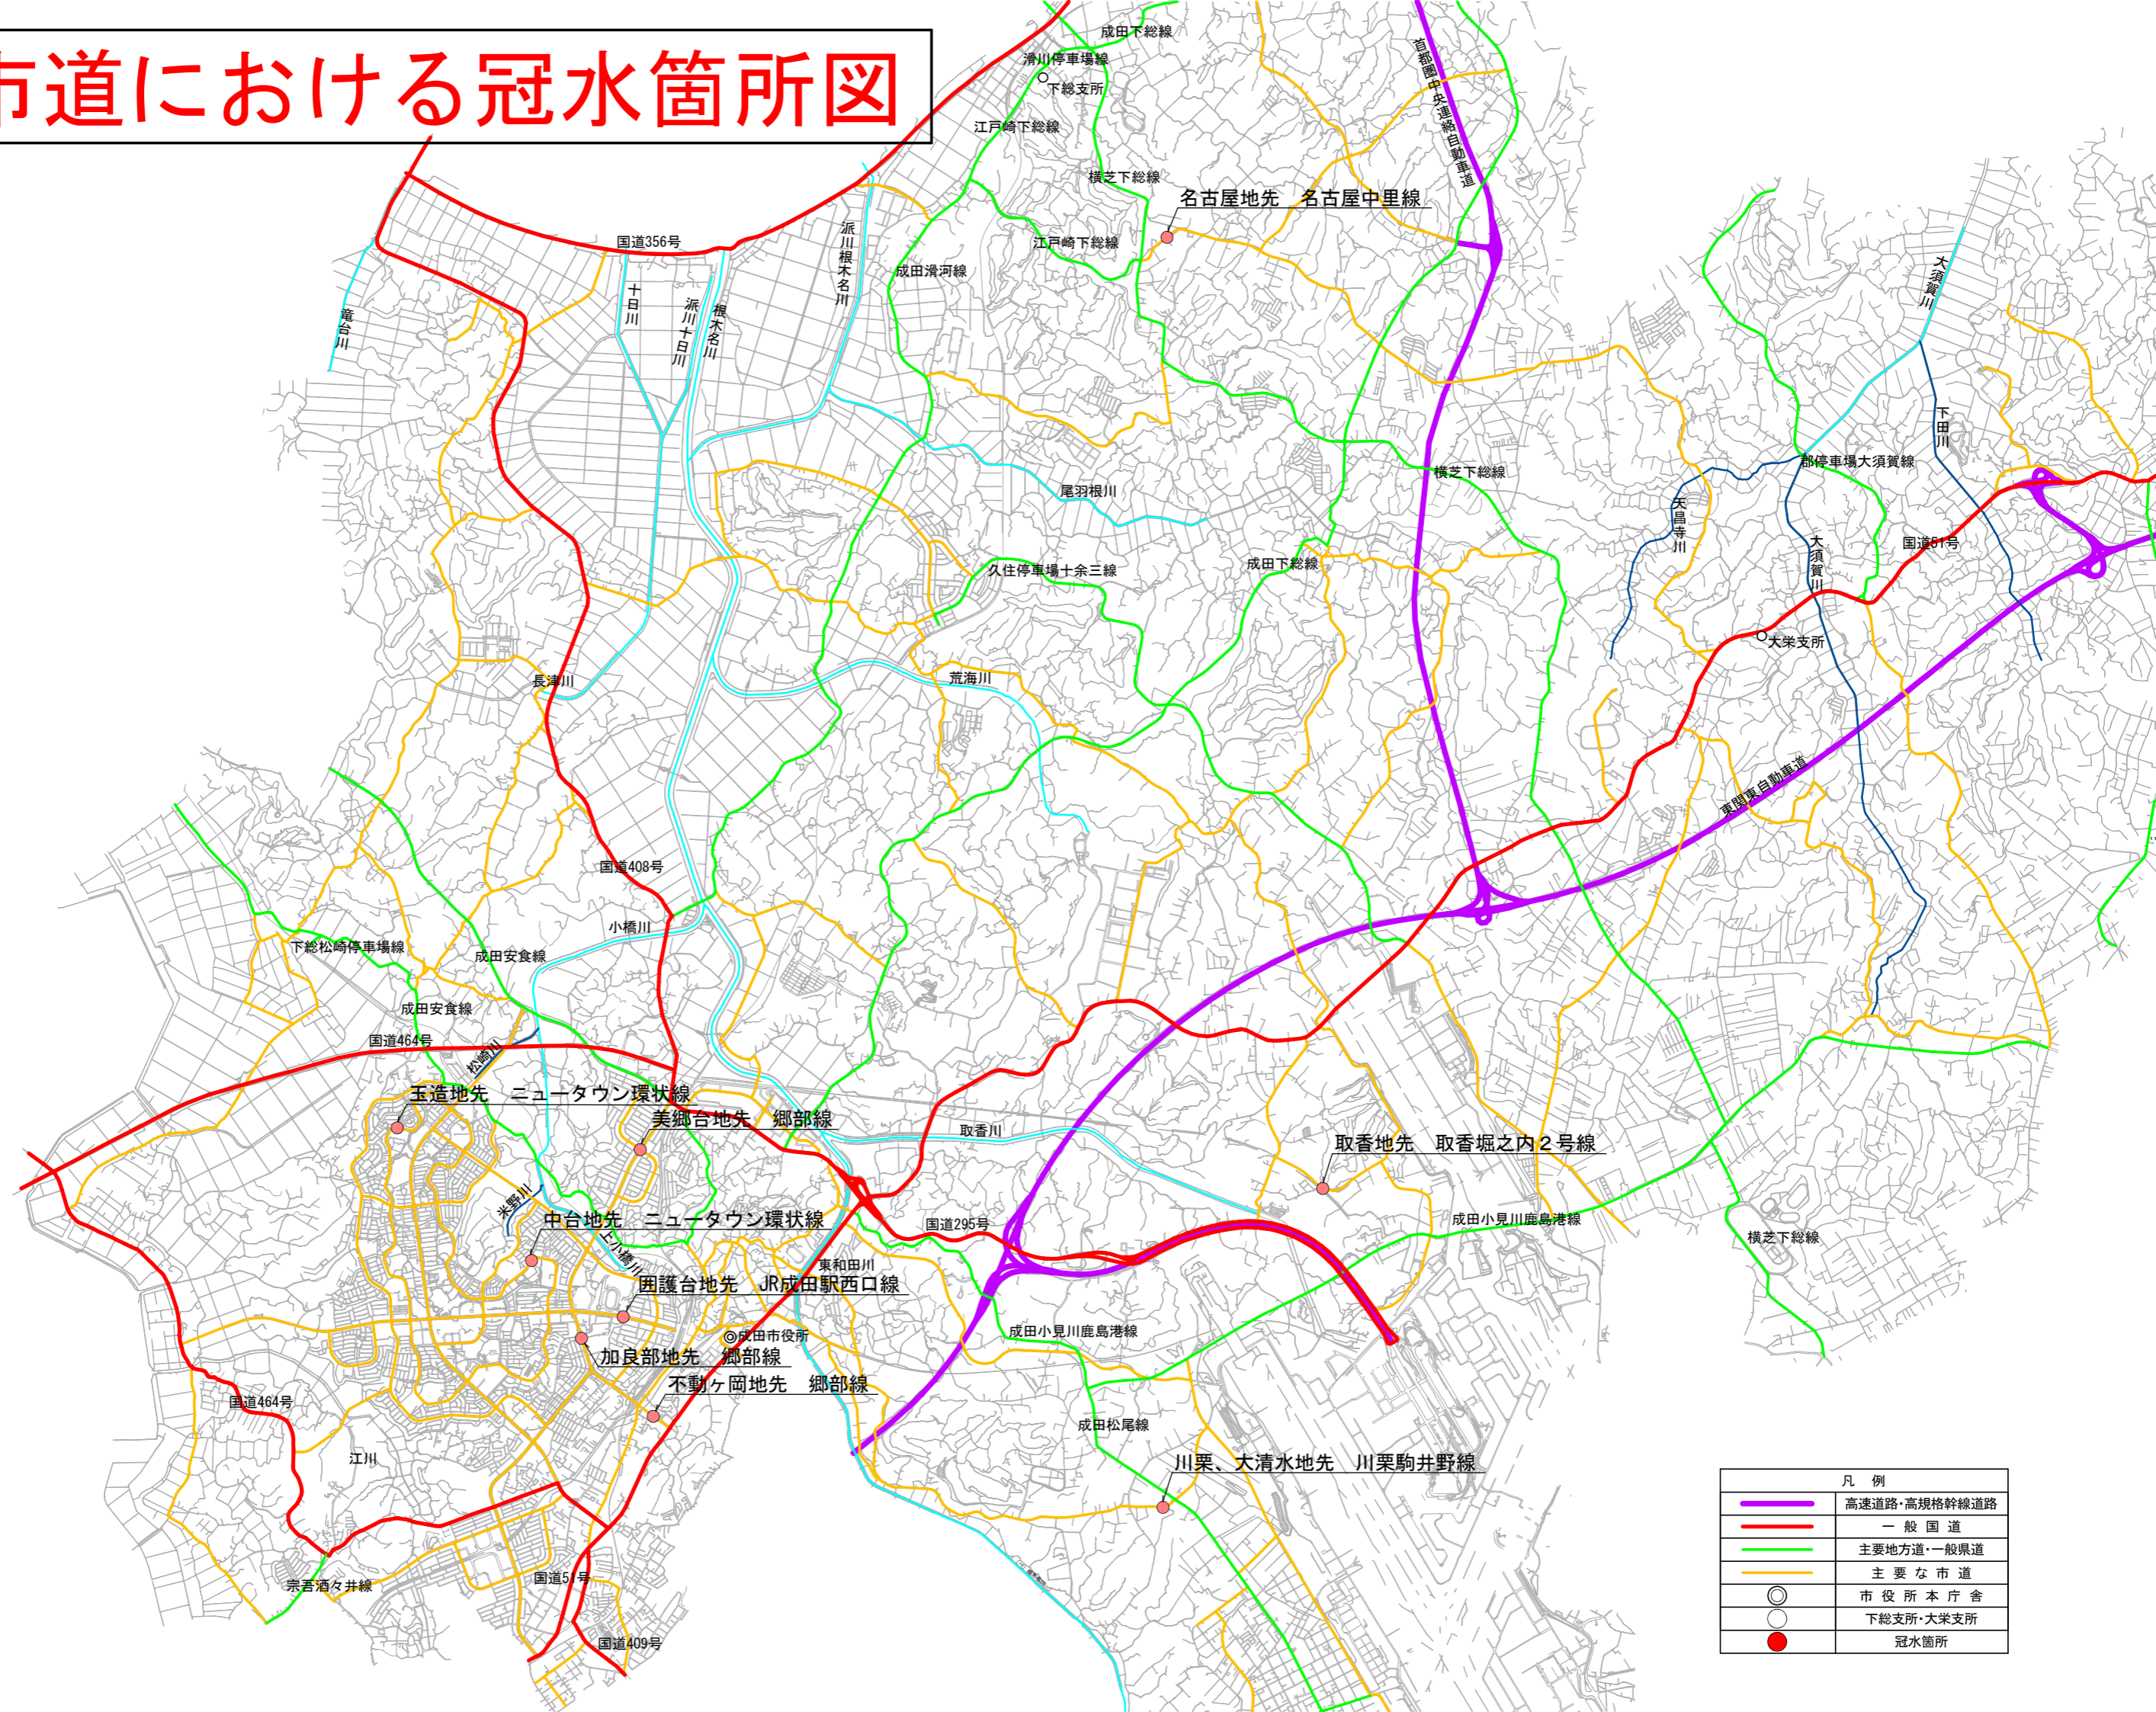 市道における冠水箇所図
成田下総線
滑川停車場線
下総支所
首都圏中央連絡自動車道
江戸崎下総線
横芝下総線
名古屋地先　名古屋中里線
国道356号
派川根木名川
江戸崎下総線
成田滑河線
大須賀川
竜台川
十日川
派川十日川
根木名川
下田川
郡停車場大須賀線
横芝下総線
尾羽根川
天昌寺川
大須賀川
国道51号
久住停車場十余三線
成田下総線
大栄支所
長津川
荒海川
東関東自動車道
国道408号
小橋川
下総松崎停車場線
成田安食線
成田安食線
国道464号
松崎川
玉造地先　ニュータウン環状線
美郷台地先　郷部線
取香川
取香地先　取香堀之内２号線
米野川
中台地先　ニュータウン環状線
国道295号
成田小見川鹿島港線
横芝下総線
上小橋川
東和田川
囲護台地先　JR成田駅西口線
成田市役所
成田小見川鹿島港線
加良部地先　郷部線
不動ヶ岡地先　郷部線
国道464号
成田松尾線
江川
川栗、大清水地先　川栗駒井野線
宗吾酒々井線
国道51号
国道409号
凡　例
高速道路・高規格幹線道路
一 般 国 道
主要地方道・一般県道
主 要 な 市 道
市 役 所 本 庁 舎
下総支所・大栄支所
冠水箇所